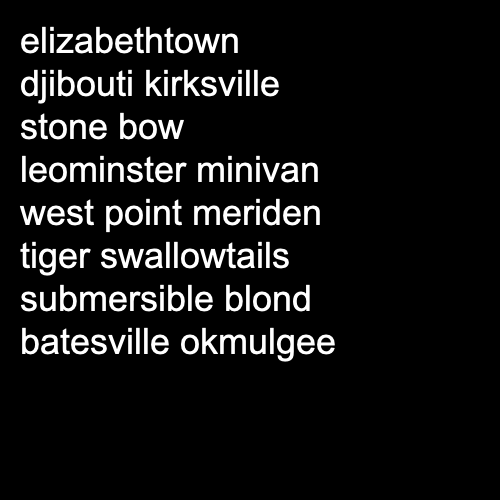 elizabethtown
djibouti kirksville
stone bow
leominster minivan
west point meriden
tiger swallowtails
submersible blond
batesville okmulgee